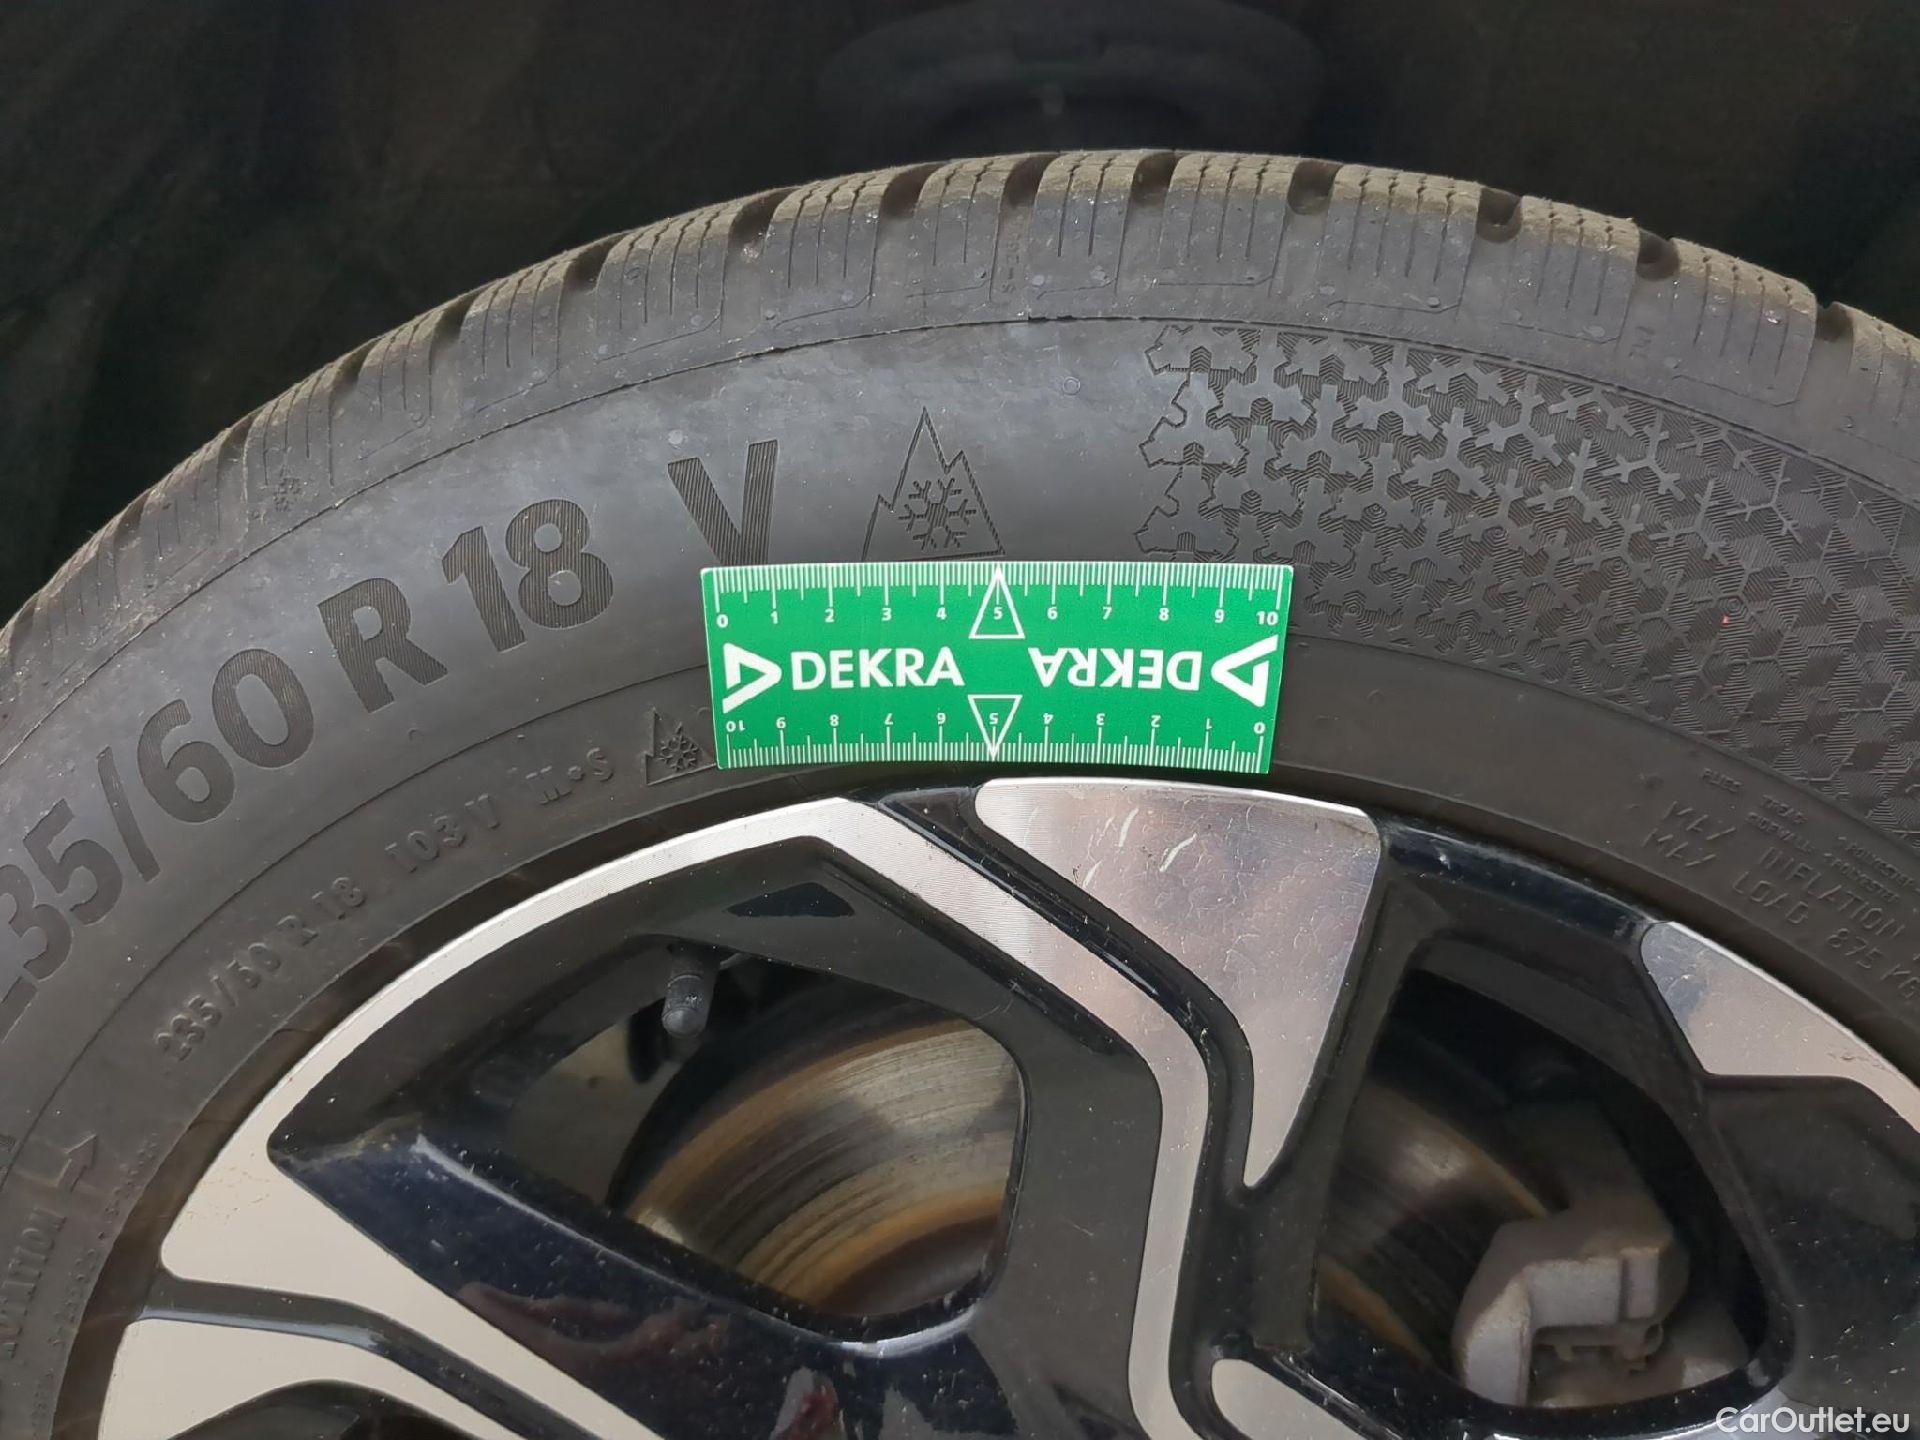 235/60 R 18 V
235/60 R 18 103 V M+S
0 1 2 3 4 5 6 7 8 9 10
DEKRA
DEKRA
10 9 8 7 6 5 4 3 2 1 0
MAX INFLATION
MAX LOAD 875 KG
ROTATION
CarOutlet.eu